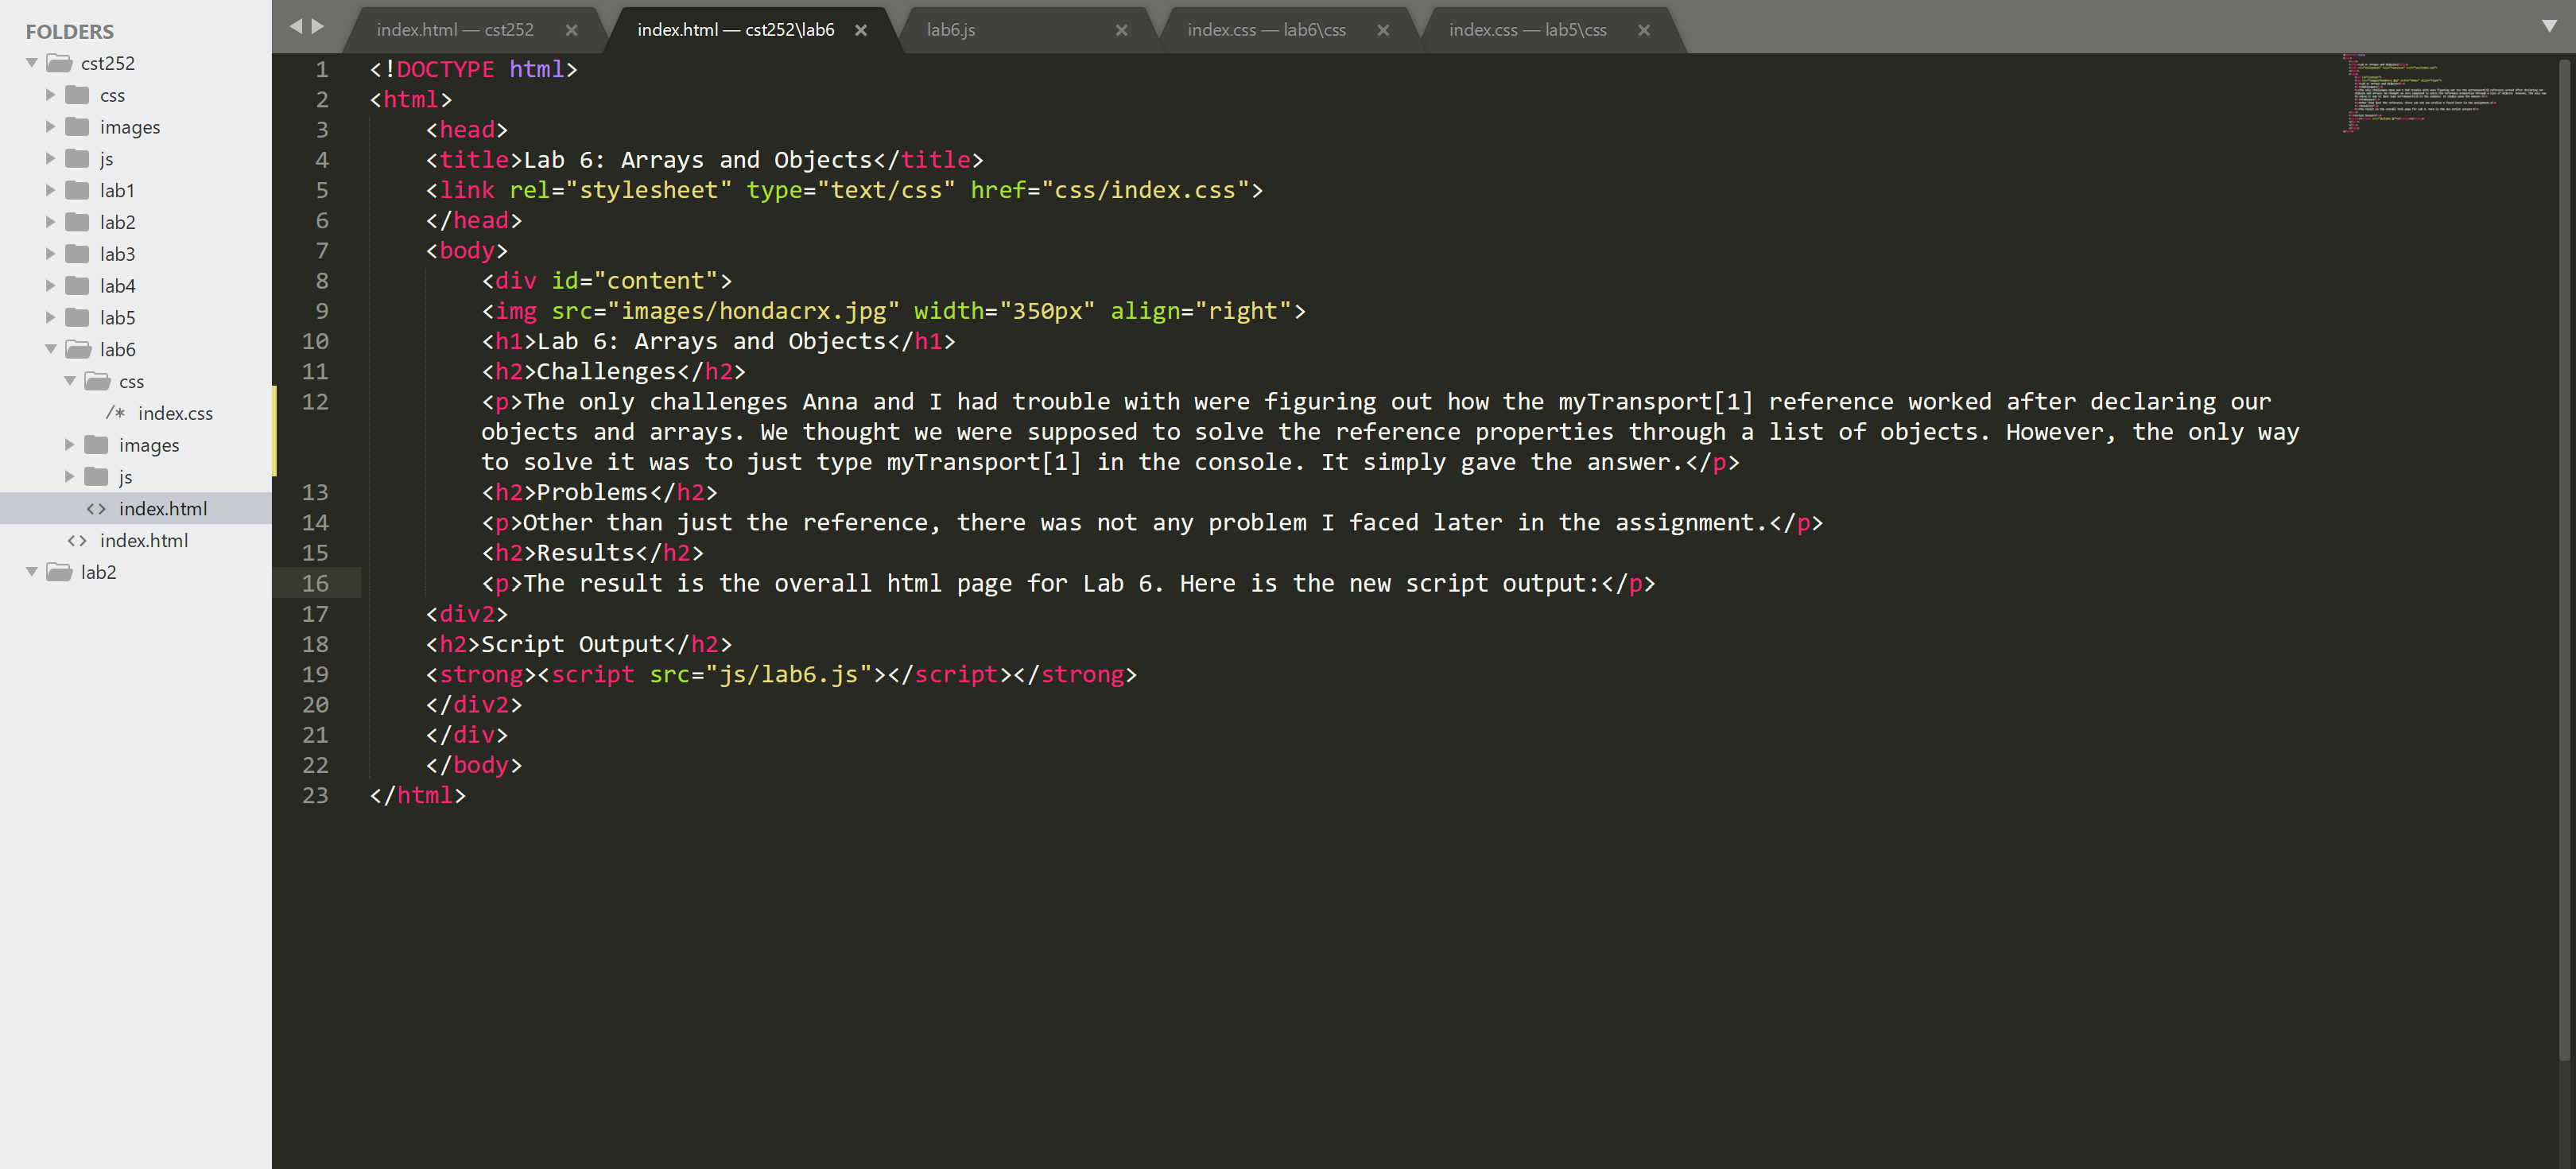 FOLDERS
cst252
css
images
js
lab1
lab2
lab3
lab4
lab5
lab6
css
/* index.css
images
js
<> index.html
<> index.html
lab2
index.html — cst252 ×
index.html — cst252\lab6 ×
lab6.js ×
index.css — lab6\css ×
index.css — lab5\css ×
1 <!DOCTYPE html>
2 <html>
3 <head>
4 <title>Lab 6: Arrays and Objects</title>
5 <link rel="stylesheet" type="text/css" href="css/index.css">
6 </head>
7 <body>
8 <div id="content">
9 <img src="images/hondacrx.jpg" width="350px" align="right">
10 <h1>Lab 6: Arrays and Objects</h1>
11 <h2>Challenges</h2>
12 <p>The only challenges Anna and I had trouble with were figuring out how the myTransport[1] reference worked after declaring our
objects and arrays. We thought we were supposed to solve the reference properties through a list of objects. However, the only way
to solve it was to just type myTransport[1] in the console. It simply gave the answer.</p>
13 <h2>Problems</h2>
14 <p>Other than just the reference, there was not any problem I faced later in the assignment.</p>
15 <h2>Results</h2>
16 <p>The result is the overall html page for Lab 6. Here is the new script output:</p>
17 <div2>
18 <h2>Script Output</h2>
19 <strong><script src="js/lab6.js"></script></strong>
20 </div2>
21 </div>
22 </body>
23 </html>